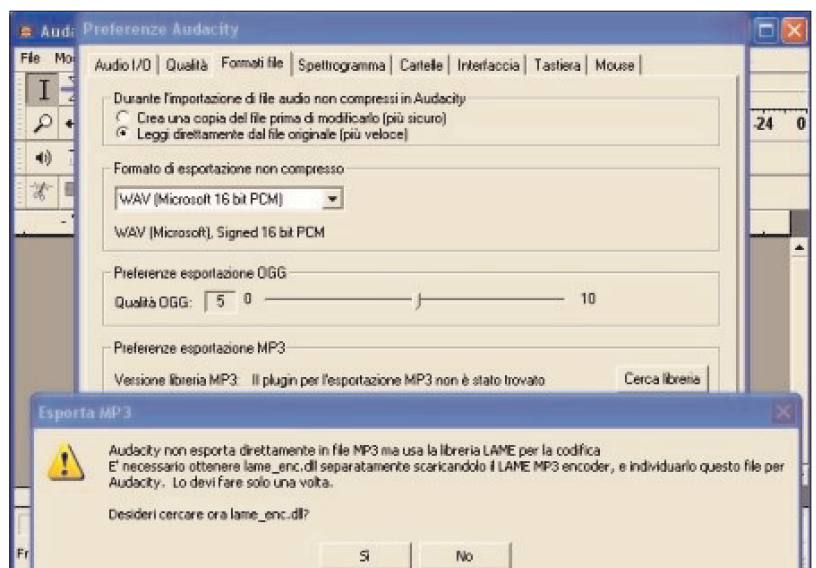 Auda
Preferenze Audacity
File Mo
Audio I/O Qualità Formati file Spettrogramma Cartelle Interfaccia Tastiera Mouse
Durante l'importazione di file audio non compressi in Audacity
Crea una copia del file prima di modificarlo (più sicuro)
Leggi direttamente dal file originale (più veloce)
-24 0
Formato di esportazione non compresso
WAV (Microsoft 16 bit PCM)
WAV (Microsoft), Signed 16 bit PCM
Preferenze esportazione OGG
Qualità OGG: 5 0 10
Preferenze esportazione MP3
Versione libreria MP3: Il plugin per l'esportazione MP3 non è stato trovato Cerca libreria
Esporta MP3
Audacity non esporta direttamente in file MP3 ma usa la libreria LAME per la codifica
E' necessario ottenere lame_enc.dll separatamente scaricandolo il LAME MP3 encoder, e individuarlo questo file per
Audacity. Lo devi fare solo una volta.
Desideri cercare ora lame_enc.dll?
Sì No
Fr